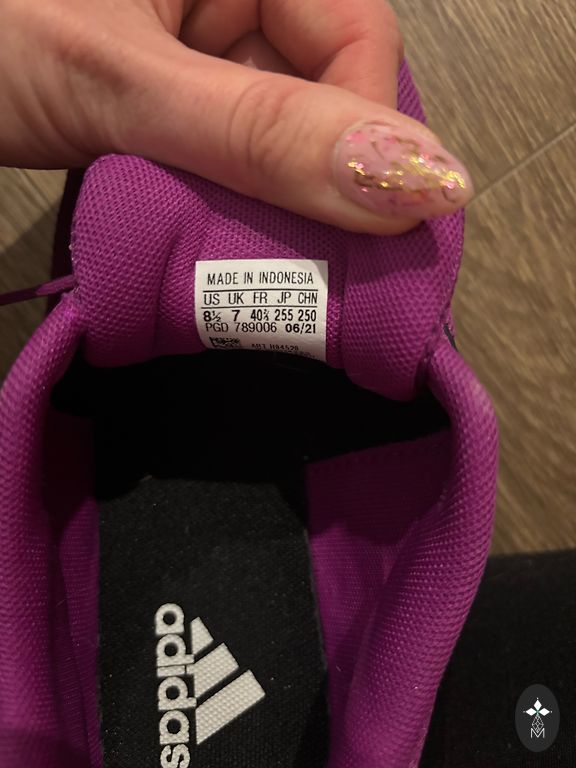 MADE IN INDONESIA
US UK FR JP CHN
8½ 7 40⅔ 255 250
PGD 789006 06/21
ART
adidas